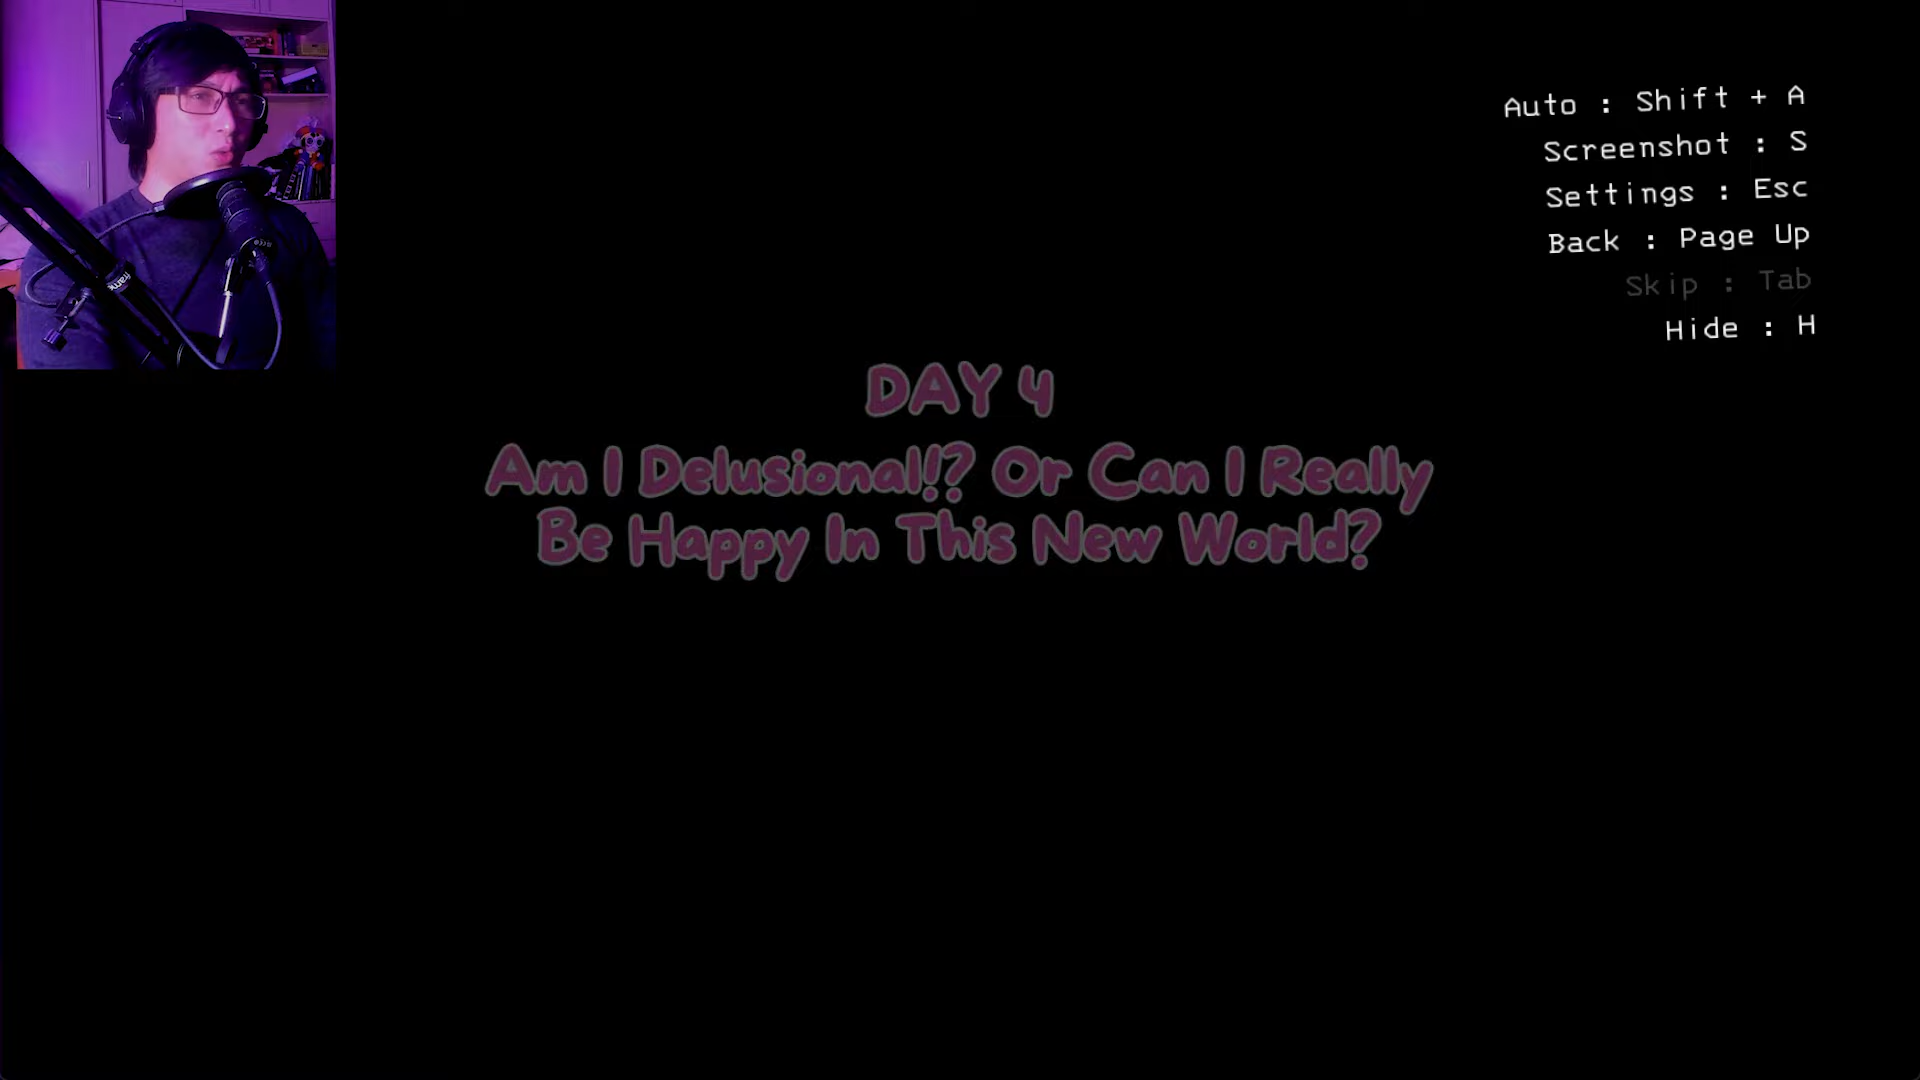 Auto : Shift + A
Screenshot : S
Settings : Esc
Back : Page Up
Skip : Tab
Hide : H
DAY 4
Am I Delusional!? Or Can I Really
Be Happy In This New World?